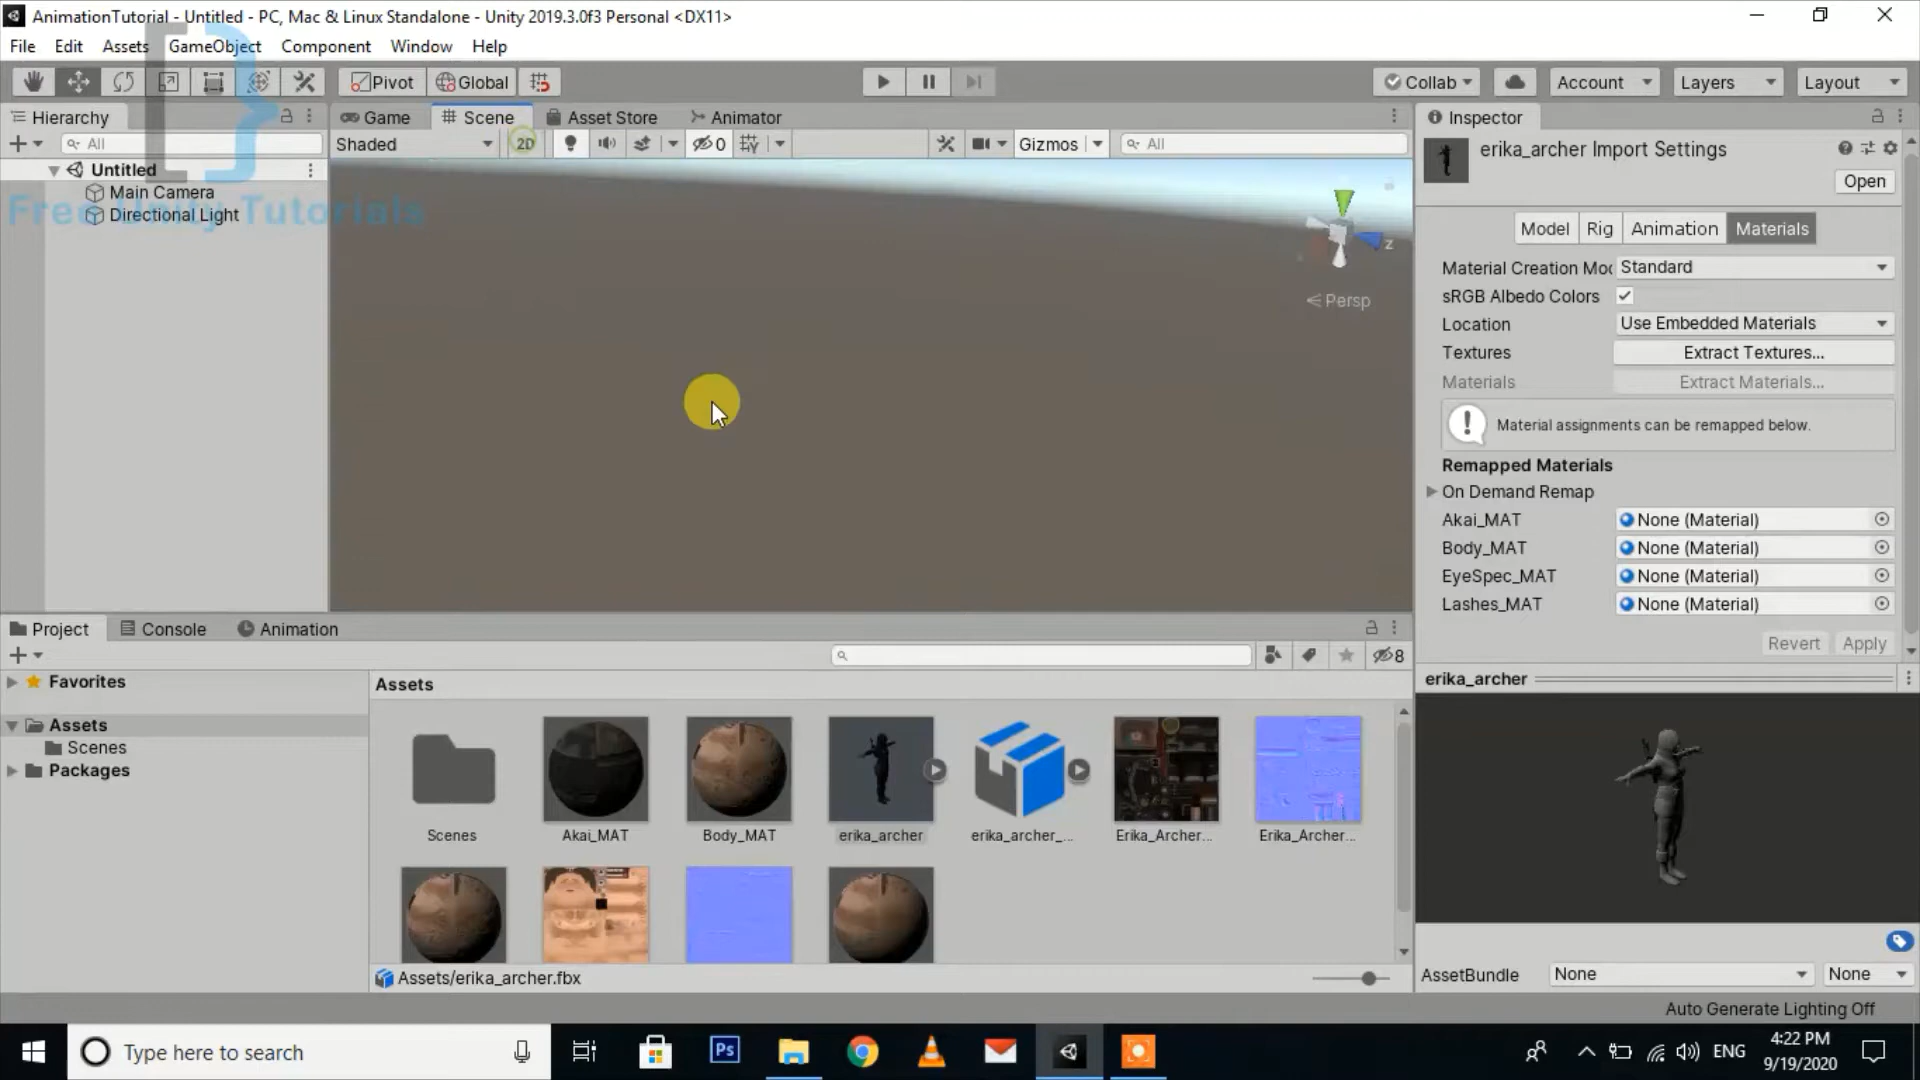 AnimationTutorial - Untitled - PC, Mac & Linux Standalone - Unity 2019.3.0f3 Personal <DX11>
File Edit Assets GameObject Component Window Help
Pivot Global Collab Account Layers Layout
Hierarchy
All
Untitled
Main Camera
Directional Light
Free Unity Tutorials
Game Scene Asset Store Animator
Shaded 2D 0 Gizmos All
z
Persp
Inspector
erika_archer Import Settings
Open
Model Rig Animation Materials
Material Creation Moc Standard
sRGB Albedo Colors
Location Use Embedded Materials
Textures Extract Textures...
Materials Extract Materials...
Material assignments can be remapped below.
Remapped Materials
On Demand Remap
Akai_MAT None (Material)
Body_MAT None (Material)
EyeSpec_MAT None (Material)
Lashes_MAT None (Material)
Revert Apply
Project Console Animation
8
Favorites
Assets
Scenes
Packages
Assets
Scenes Akai_MAT Body_MAT erika_archer erika_archer_... Erika_Archer... Erika_Archer...
Assets/erika_archer.fbx
erika_archer
AssetBundle None None
Auto Generate Lighting Off
Type here to search
Ps
ENG
4:22 PM
9/19/2020